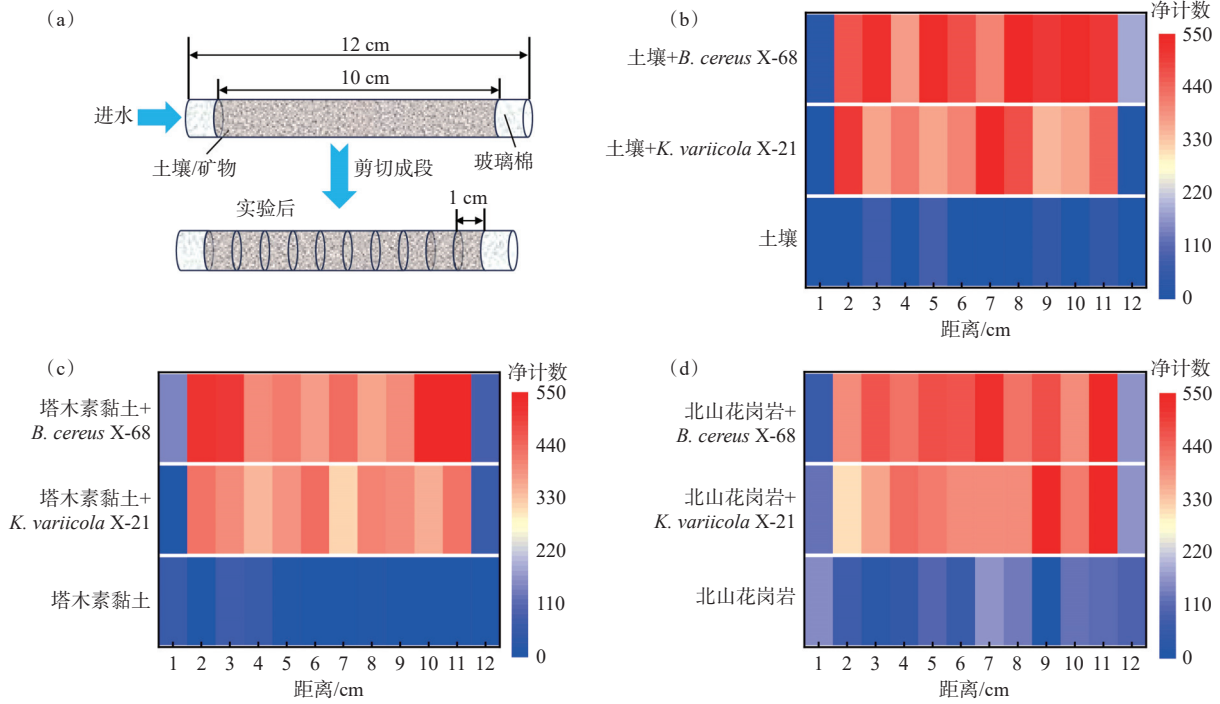 (a)
12 cm
10 cm
进水
土壤/矿物
剪切成段
玻璃棉
实验后
1 cm
(b)
净计数
土壤+B. cereus X-68
土壤+K. variicola X-21
土壤
550
440
330
220
110
0
1 2 3 4 5 6 7 8 9 10 11 12
距离/cm
(c)
净计数
塔木素黏土+
B. cereus X-68
塔木素黏土+
K. variicola X-21
塔木素黏土
550
440
330
220
110
0
1 2 3 4 5 6 7 8 9 10 11 12
距离/cm
(d)
净计数
北山花岗岩+
B. cereus X-68
北山花岗岩+
K. variicola X-21
北山花岗岩
550
440
330
220
110
0
1 2 3 4 5 6 7 8 9 10 11 12
距离/cm